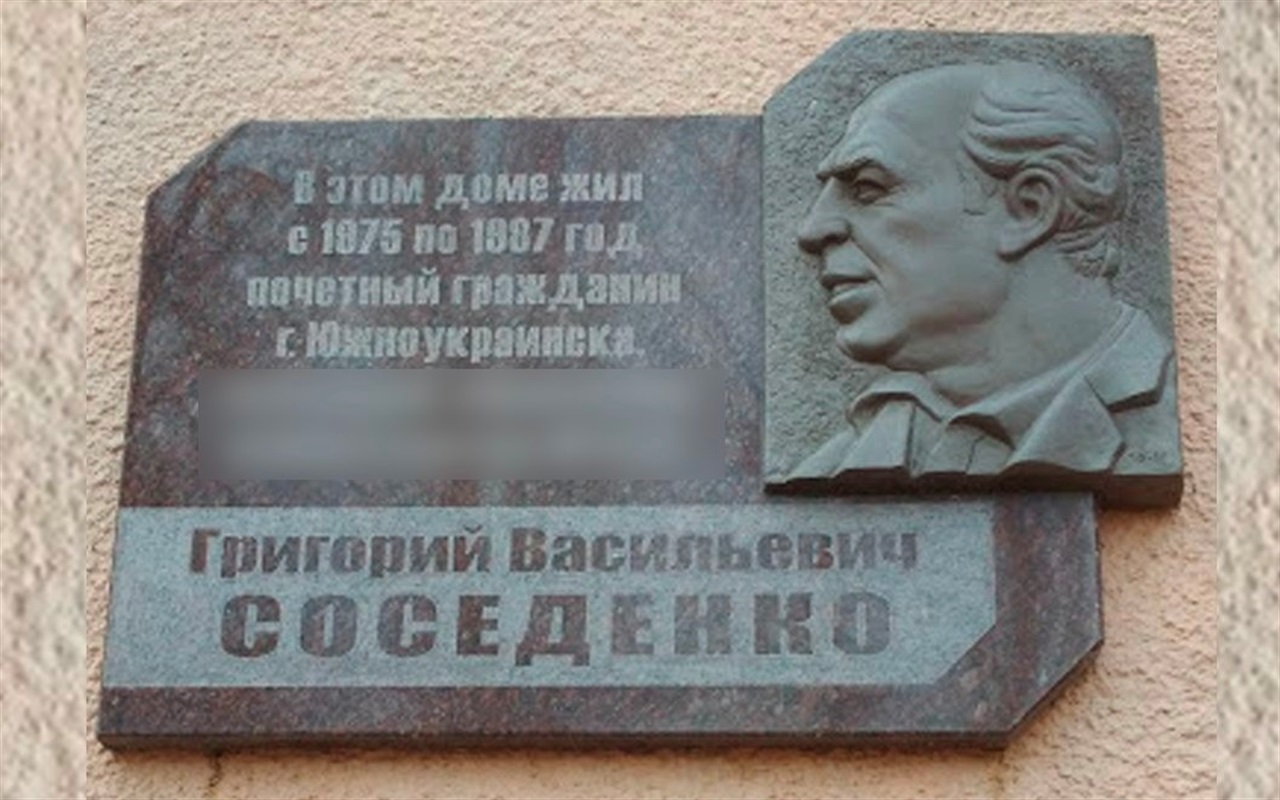 В этом доме жил
с 1975 по 1987 год
почетный гражданин
г. Южноукраинска.
Григорий Васильевич
СОСЕДЕНКО